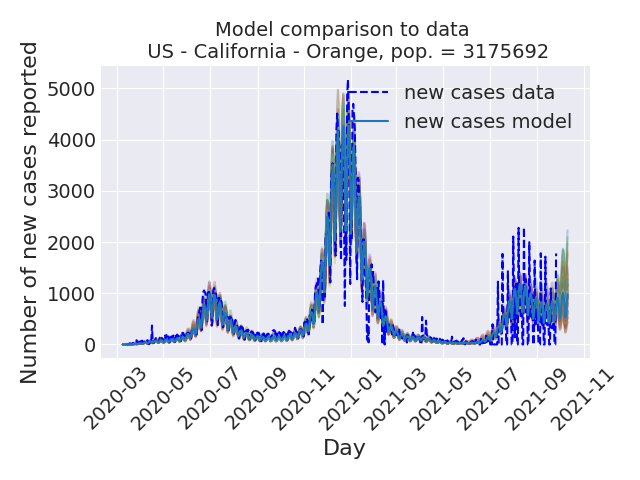 Model comparison to data
US - California - Orange, pop. = 3175692
Number of new cases reported
5000
4000
3000
2000
1000
0
new cases data
new cases model
2020-03
2020-05
2020-07
2020-09
2020-11
2021-01
2021-03
2021-05
2021-07
2021-09
2021-11
Day